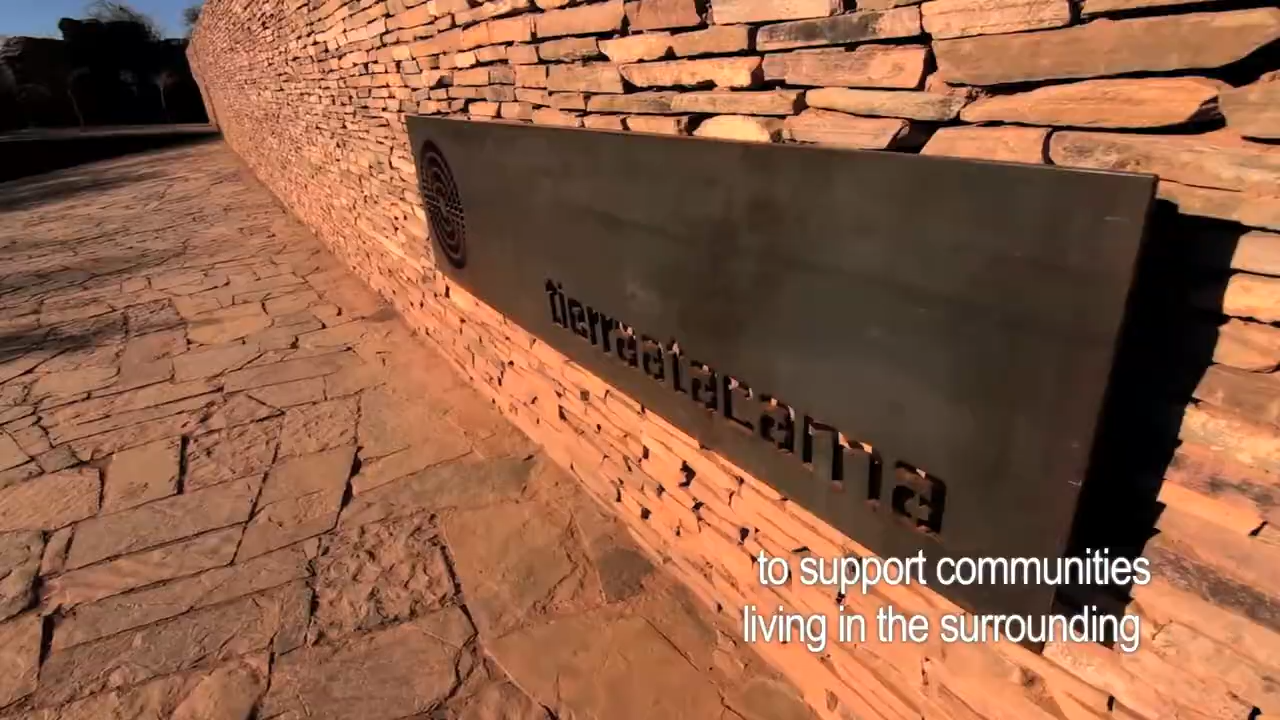 tierraatacama
to support communities
living in the surrounding